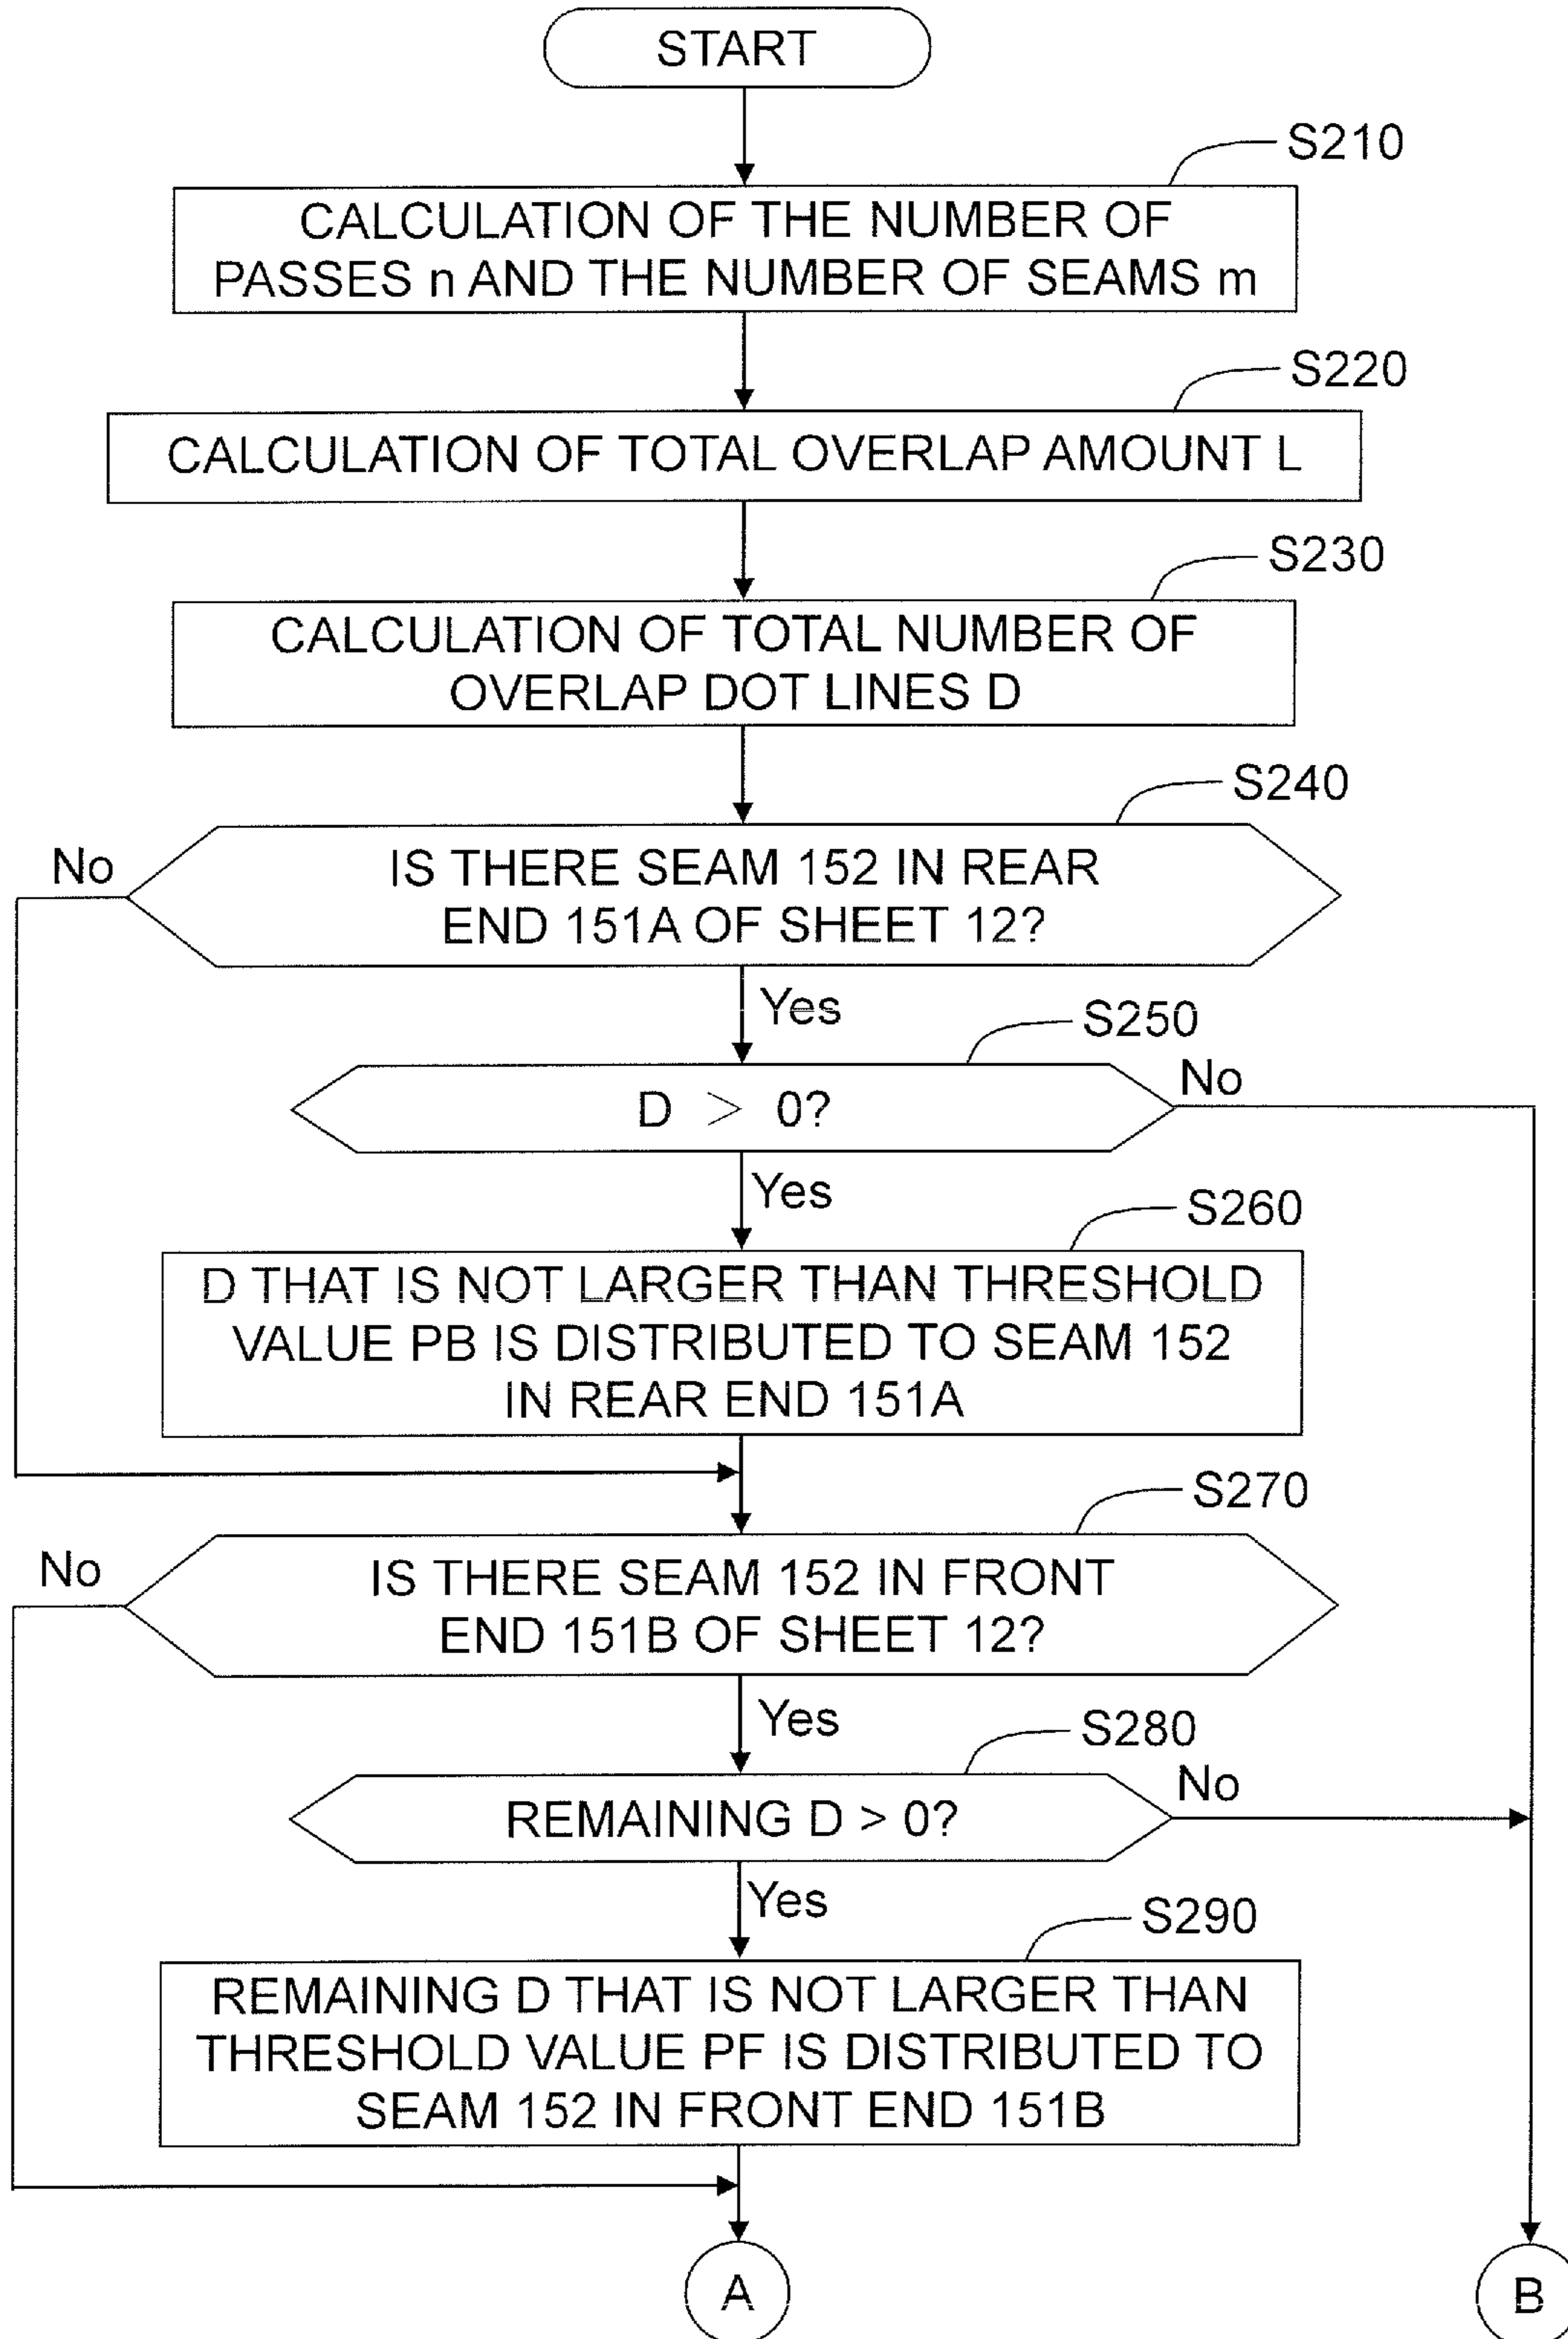 START
S210
CALCULATION OF THE NUMBER OF
PASSES n AND THE NUMBER OF SEAMS m
S220
CALCULATION OF TOTAL OVERLAP AMOUNT L
S230
CALCULATION OF TOTAL NUMBER OF
OVERLAP DOT LINES D
S240
No
IS THERE SEAM 152 IN REAR
END 151A OF SHEET 12?
Yes
S250
D > 0?
No
Yes
S260
D THAT IS NOT LARGER THAN THRESHOLD
VALUE PB IS DISTRIBUTED TO SEAM 152
IN REAR END 151A
S270
No
IS THERE SEAM 152 IN FRONT
END 151B OF SHEET 12?
Yes
S280
REMAINING D > 0?
No
Yes
S290
REMAINING D THAT IS NOT LARGER THAN
THRESHOLD VALUE PF IS DISTRIBUTED TO
SEAM 152 IN FRONT END 151B
A
B